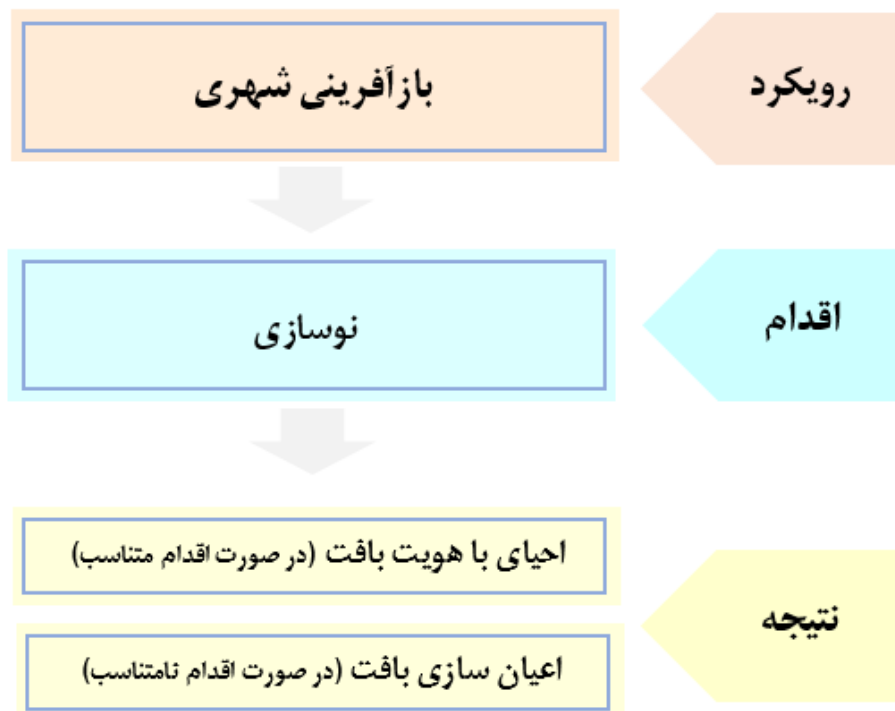 رویکرد
بازآفرینی شهری
اقدام
نوسازی
نتیجه
احیای با هویت بافت (در صورت اقدام متناسب)
اعیان سازی بافت (در صورت اقدام نامتناسب)